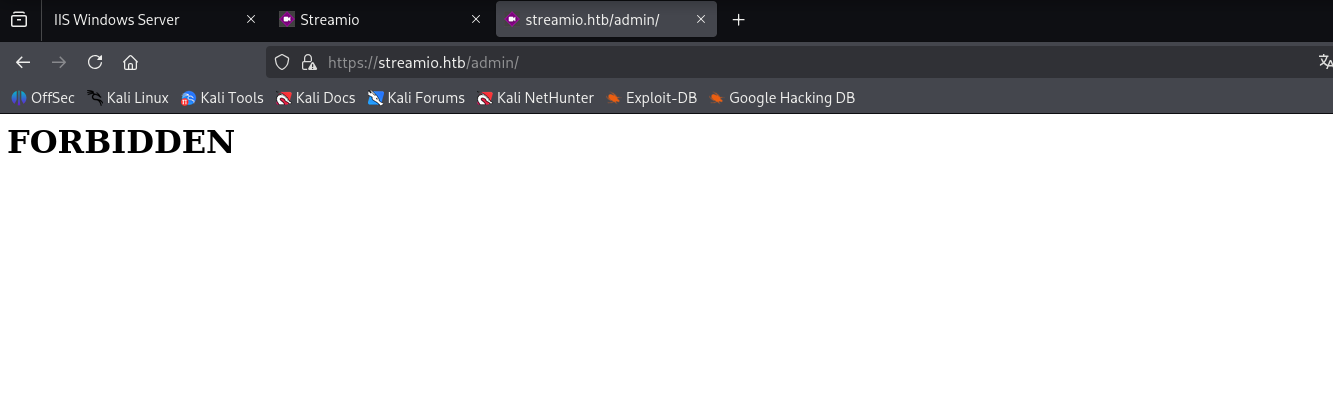 IIS Windows Server
Streamio
streamio.htb/admin/
https://streamio.htb/admin/
OffSec Kali Linux Kali Tools Kali Docs Kali Forums Kali NetHunter Exploit-DB Google Hacking DB
FORBIDDEN